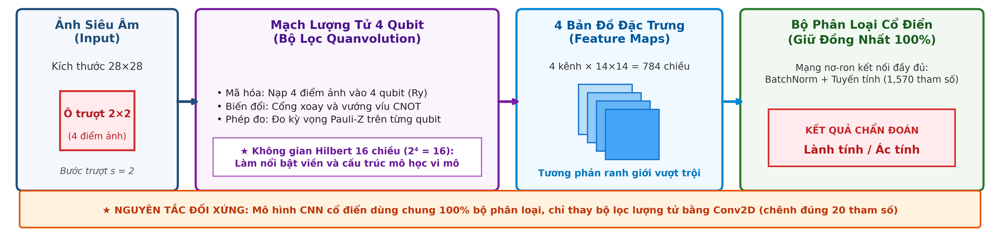 Ảnh Siêu Âm
(Input)
Kích thước 28×28
Ô trượt 2×2
(4 điểm ảnh)
Bước trượt s = 2
Mạch Lượng Tử 4 Qubit
(Bộ Lọc Quanvolution)
• Mã hóa: Nạp 4 điểm ảnh vào 4 qubit (Ry)
• Biến đổi: Cổng xoay và vướng víu CNOT
• Phép đo: Đo kỳ vọng Pauli-Z trên từng qubit
★ Không gian Hilbert 16 chiều (2⁴ = 16):
Làm nổi bật viền và cấu trúc mô học vi mô
4 Bản Đồ Đặc Trưng
(Feature Maps)
4 kênh × 14×14 = 784 chiều
Tương phản ranh giới vượt trội
Bộ Phân Loại Cổ Điển
(Giữ Đồng Nhất 100%)
Mạng nơ-ron kết nối đầy đủ:
BatchNorm + Tuyến tính (1,570 tham số)
KẾT QUẢ CHẨN ĐOÁN
Lành tính / Ác tính
★ NGUYÊN TẮC ĐỐI XỨNG: Mô hình CNN cổ điển dùng chung 100% bộ phân loại, chỉ thay bộ lọc lượng tử bằng Conv2D (chênh đúng 20 tham số)